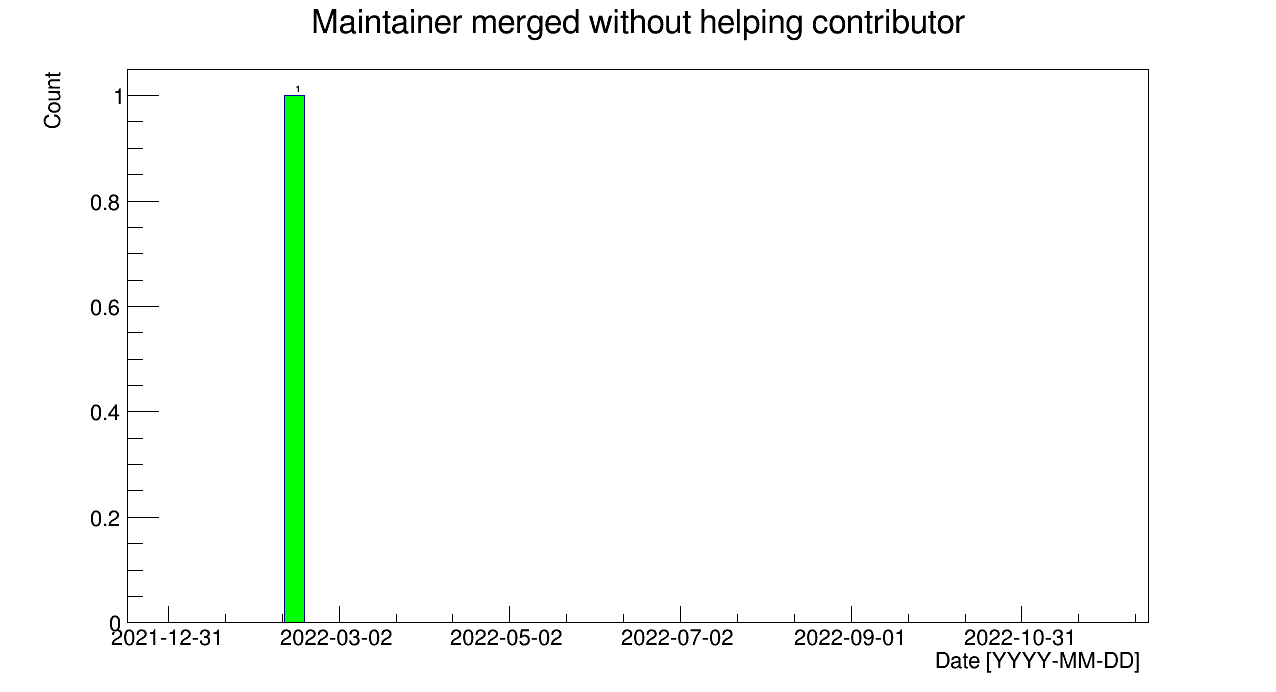 Maintainer merged without helping contributor
Count
1
1
0.8
0.6
0.4
0.2
0
2021-12-31 2022-03-02 2022-05-02 2022-07-02 2022-09-01 2022-10-31
Date [YYYY-MM-DD]